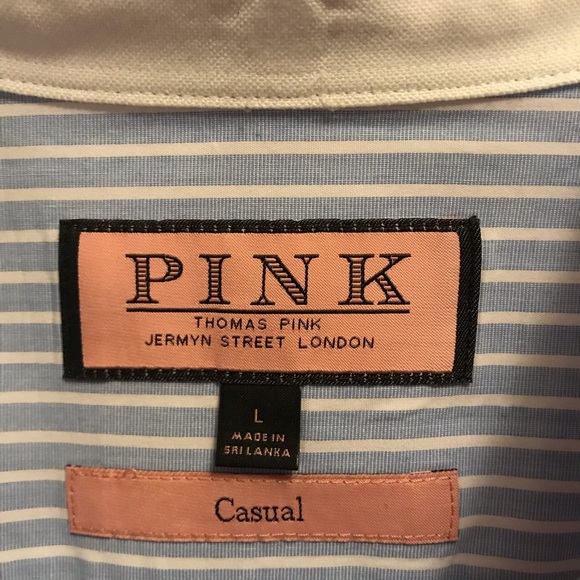 PINK
THOMAS PINK
JERMYN STREET LONDON
L
MADE IN
SRI LANKA
Casual